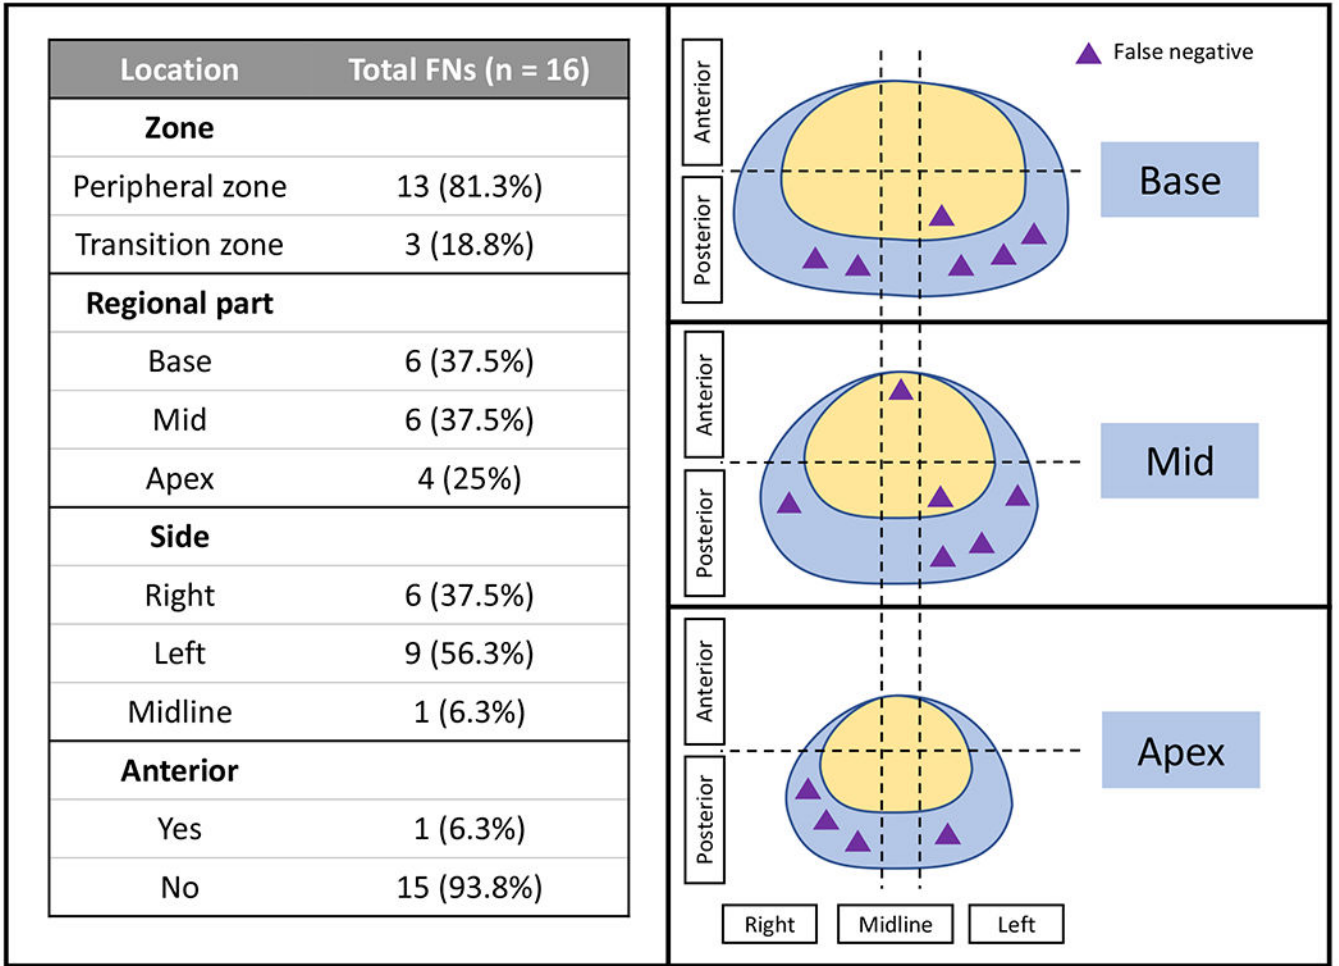 Location Total FNs (n = 16)
Zone
Peripheral zone 13 (81.3%)
Transition zone 3 (18.8%)
Regional part
Base 6 (37.5%)
Mid 6 (37.5%)
Apex 4 (25%)
Side
Right 6 (37.5%)
Left 9 (56.3%)
Midline 1 (6.3%)
Anterior
Yes 1 (6.3%)
No 15 (93.8%)
False negative
Anterior
Posterior
Base
Anterior
Posterior
Mid
Anterior
Posterior
Apex
Right Midline Left